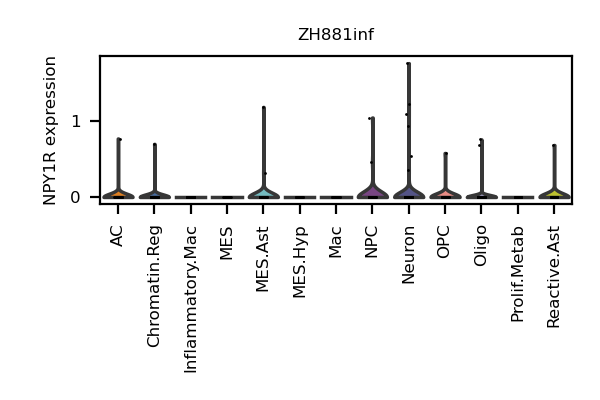 ZH881inf
NPY1R expression
1
0
AC
Chromatin.Reg
Inflammatory.Mac
MES
MES.Ast
MES.Hyp
Mac
NPC
Neuron
OPC
Oligo
Prolif.Metab
Reactive.Ast